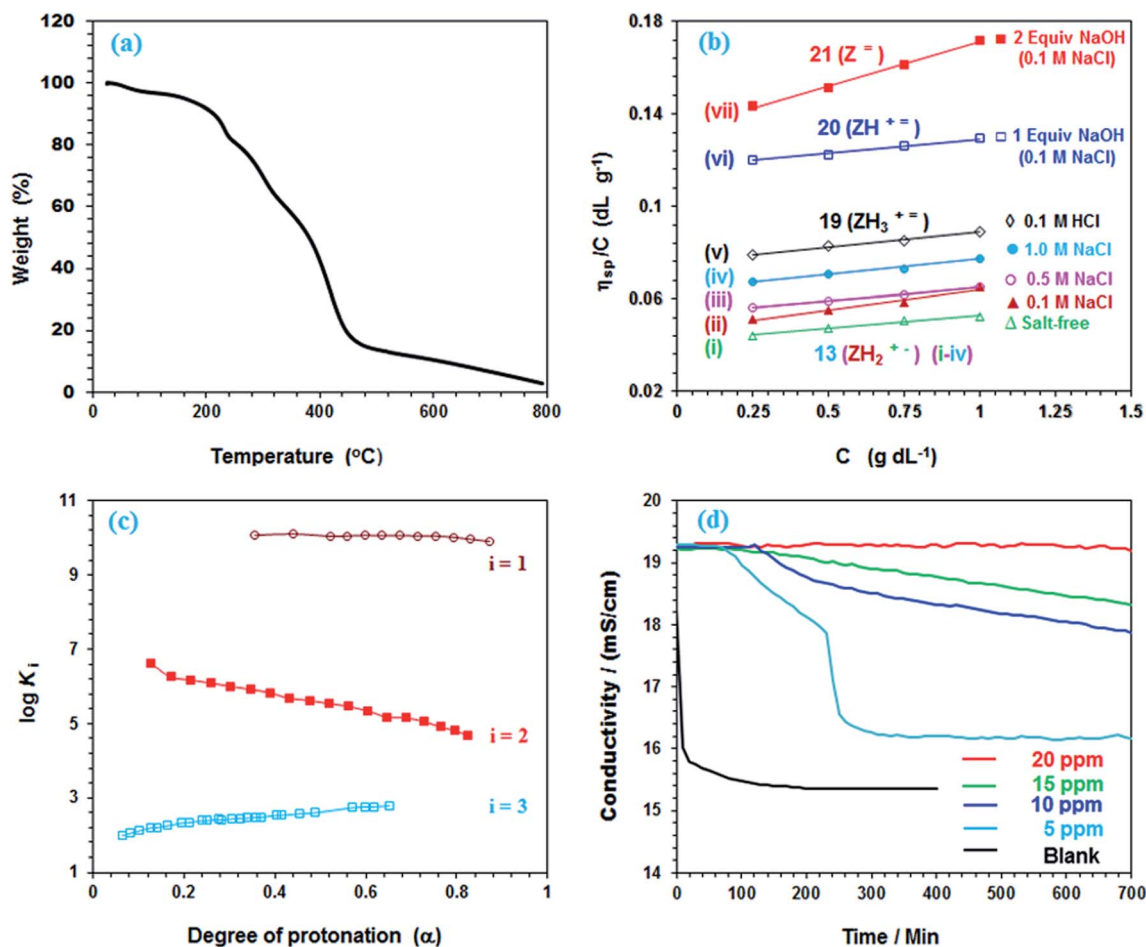 (a)
120
100
80
60
40
20
0
Weight (%)
0 200 400 600 800
Temperature (°C)
(b)
0.18
0.14
0.1
0.06
0.02
ηsp/C (dL g-1)
21 (Z =)
2 Equiv NaOH
(0.1 M NaCl)
(vii)
20 (ZH + =)
1 Equiv NaOH
(0.1 M NaCl)
(vi)
19 (ZH3 + =)
0.1 M HCl
(v)
1.0 M NaCl
(iv)
0.5 M NaCl
(iii)
0.1 M NaCl
(ii)
Salt-free
(i)
13 (ZH2 + -) (i-iv)
0 0.25 0.5 0.75 1 1.25 1.5
C (g dL-1)
(c)
11
9
7
5
3
1
log Ki
i = 1
i = 2
i = 3
0 0.2 0.4 0.6 0.8 1
Degree of protonation (α)
(d)
20
19
18
17
16
15
14
Conductivity / (mS/cm)
20 ppm
15 ppm
10 ppm
5 ppm
Blank
0 100 200 300 400 500 600 700
Time / Min